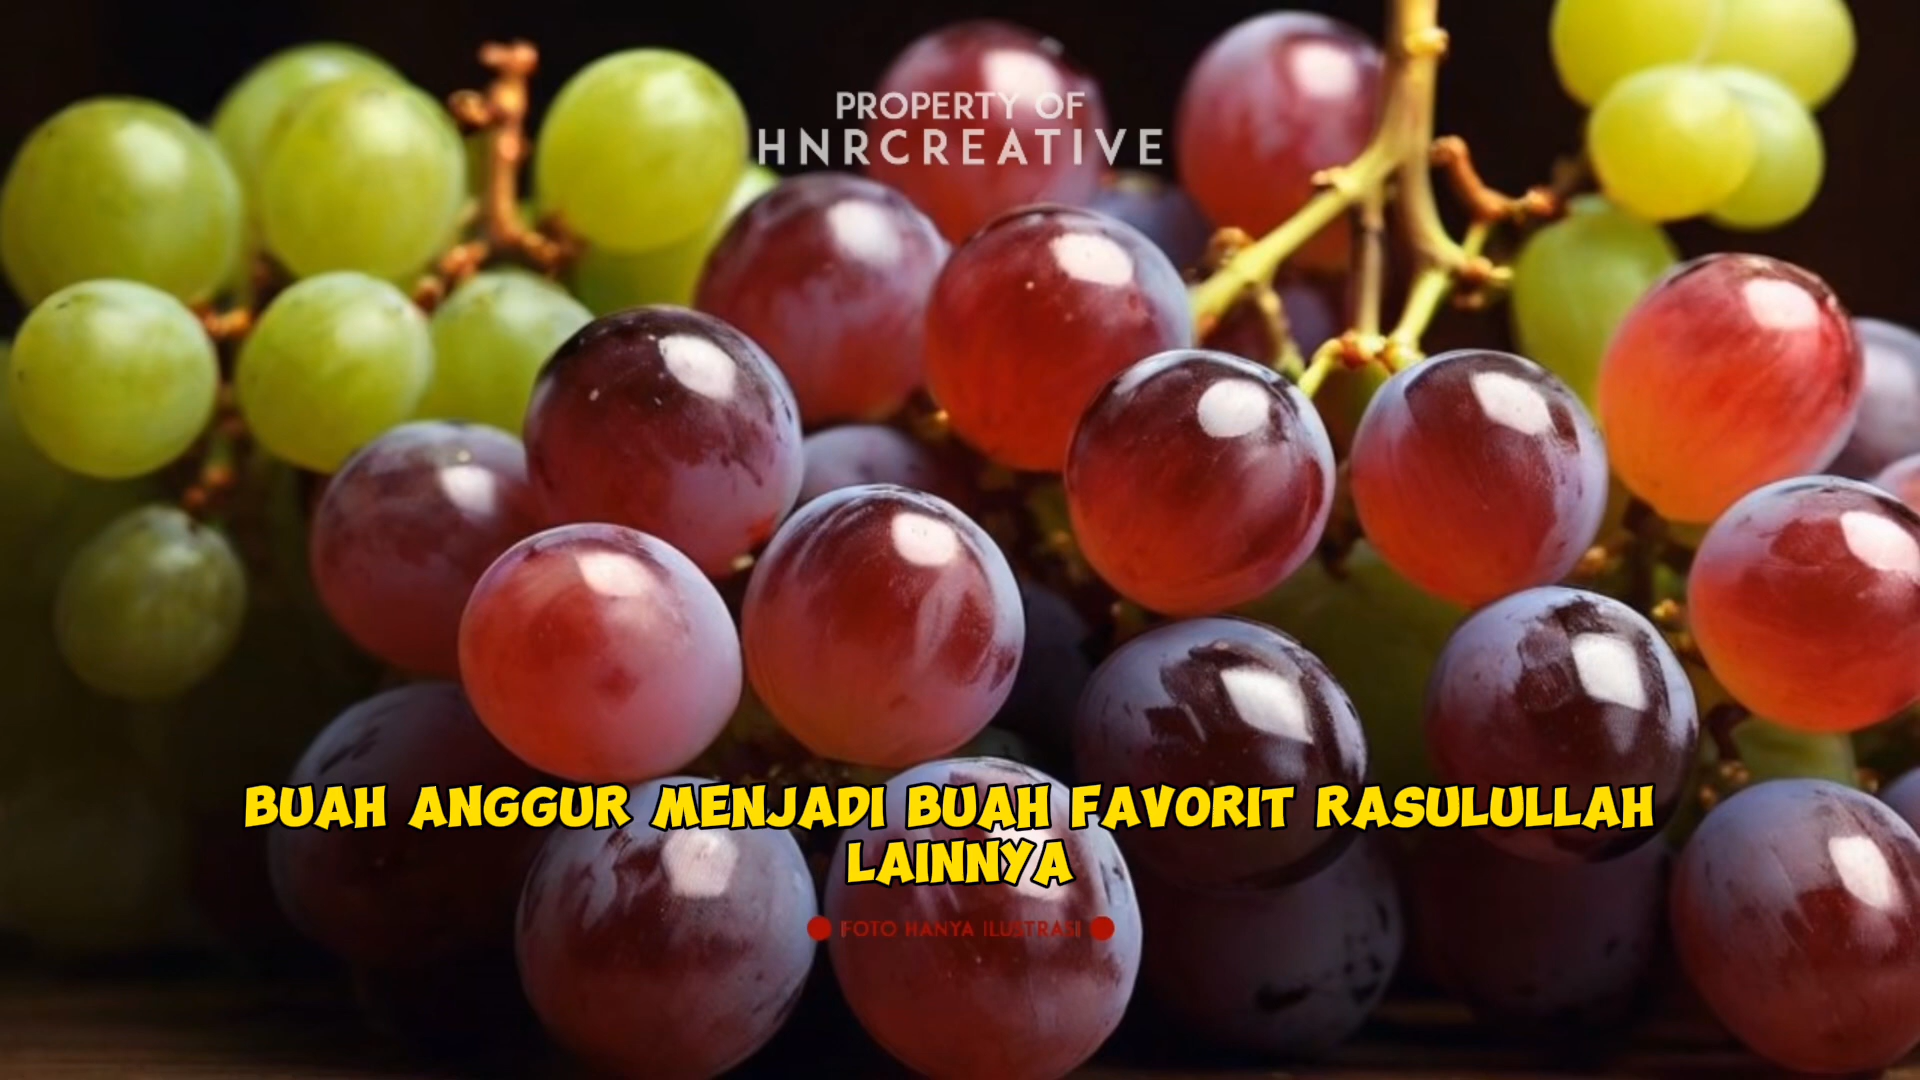 PROPERTY OF
HNRCREATIVE
BUAH ANGGUR MENJADI BUAH FAVORIT RASULULLAH
LAINNYA
FOTO HANYA ILUSTRASI